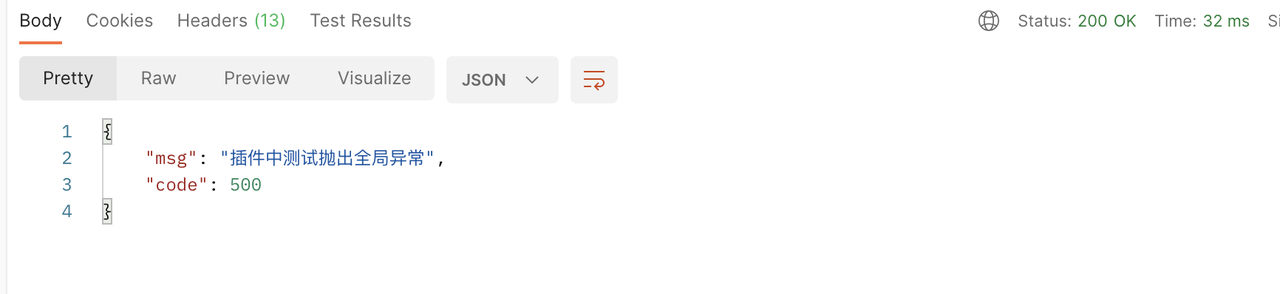 Body Cookies Headers (13) Test Results Status: 200 OK Time: 32 ms Si
Pretty Raw Preview Visualize JSON
1 {
2 "msg": "插件中测试抛出全局异常",
3 "code": 500
4 }